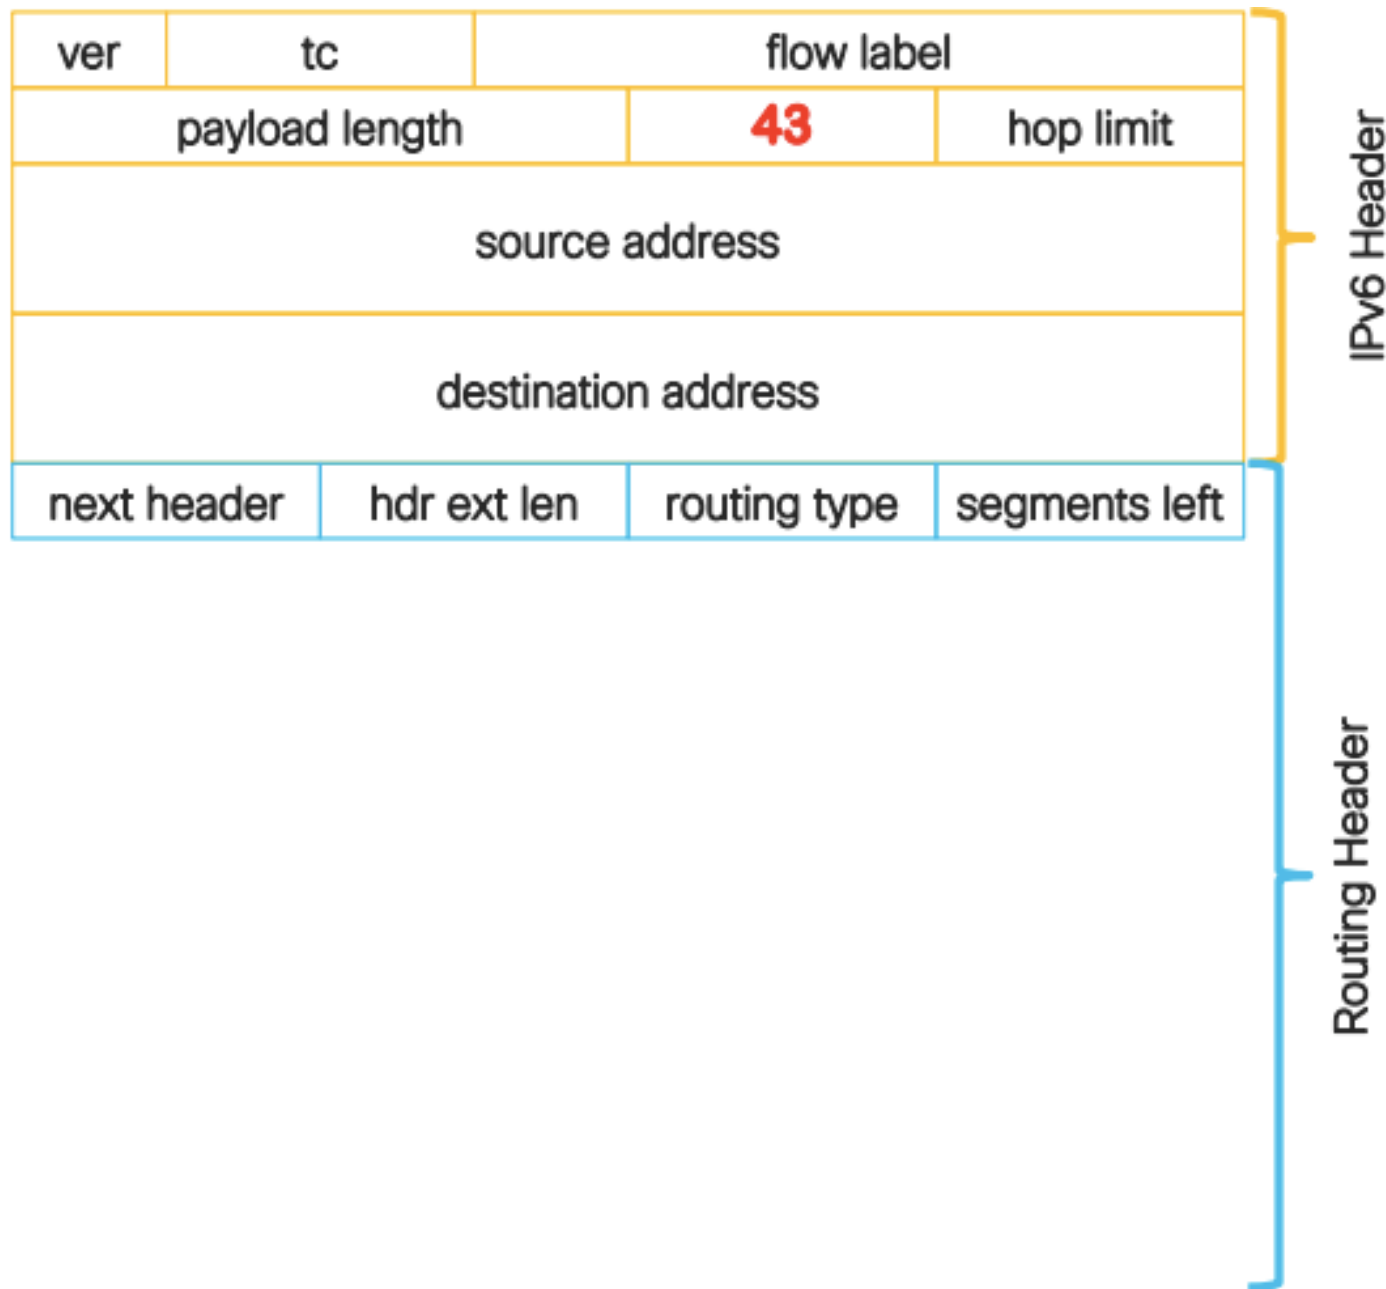 ver tc flow label
payload length 43 hop limit
source address
destination address
next header hdr ext len routing type segments left
IPv6 Header
Routing Header